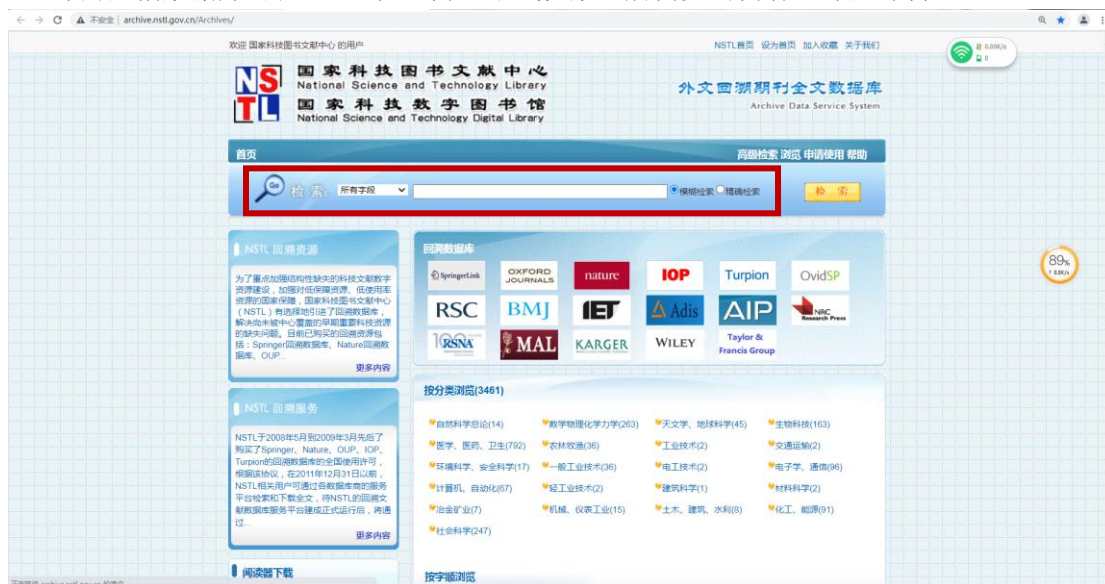 不安全 | archive.nstl.gov.cn/Archives/
欢迎 国家科技图书文献中心 的用户
NSTL首页 设为首页 加入收藏 关于我们
NSTL
国家科技图书文献中心
National Science and Technology Library
国家科技数字图书馆
National Science and Technology Digital Library
外文回溯期刊全文数据库
Archive Data Service System
首页
高级检索 浏览 申请使用 帮助
Go 检 索: 所有字段 模糊检索 精确检索 检 索
89%
NSTL 回溯资源
为了重点加强结构性缺失的科技文献数字
资源建设，加强对低保障资源、低使用率
资源的国家保障，国家科技图书文献中心
（NSTL）有选择地引进了回溯数据库，
解决尚未被中心覆盖的早期重要科技资源
的缺失问题。目前已购买的回溯资源包
括：Springer回溯数据库、Nature回溯数
据库、OUP...
更多内容
回溯数据库
SpringerLink OXFORD JOURNALS nature IOP Turpion OvidSP
RSC BMJ IET Adis AIP NRC Research Press
RSNA MAL KARGER WILEY Taylor & Francis Group
NSTL 回溯服务
NSTL于2008年5月到2009年3月先后了
购买了Springer、Nature、OUP、IOP、
Turpion的回溯数据库的全国使用许可，
根据该协议，在2011年12月31日以前，
NSTL相关用户可通过各数据库商的服务
平台检索和下载全文，待NSTL的回溯文
献数据库服务平台建成正式运行后，将通
过...
更多内容
按分类浏览(3461)
自然科学总论(14) 数学物理化学力学(263) 天文学、地球科学(45) 生物科技(163)
医学、医药、卫生(792) 农林牧渔(36) 工业技术(2) 交通运输(2)
环境科学、安全科学(17) 一般工业技术(36) 电工技术(2) 电子学、通信(96)
计算机、自动化(67) 轻工业技术(2) 建筑科学(1) 材料科学(2)
冶金矿业(7) 机械、仪表工业(15) 土木、建筑、水利(8) 化工、能源(91)
社会科学(247)
阅读器下载
按字顺浏览